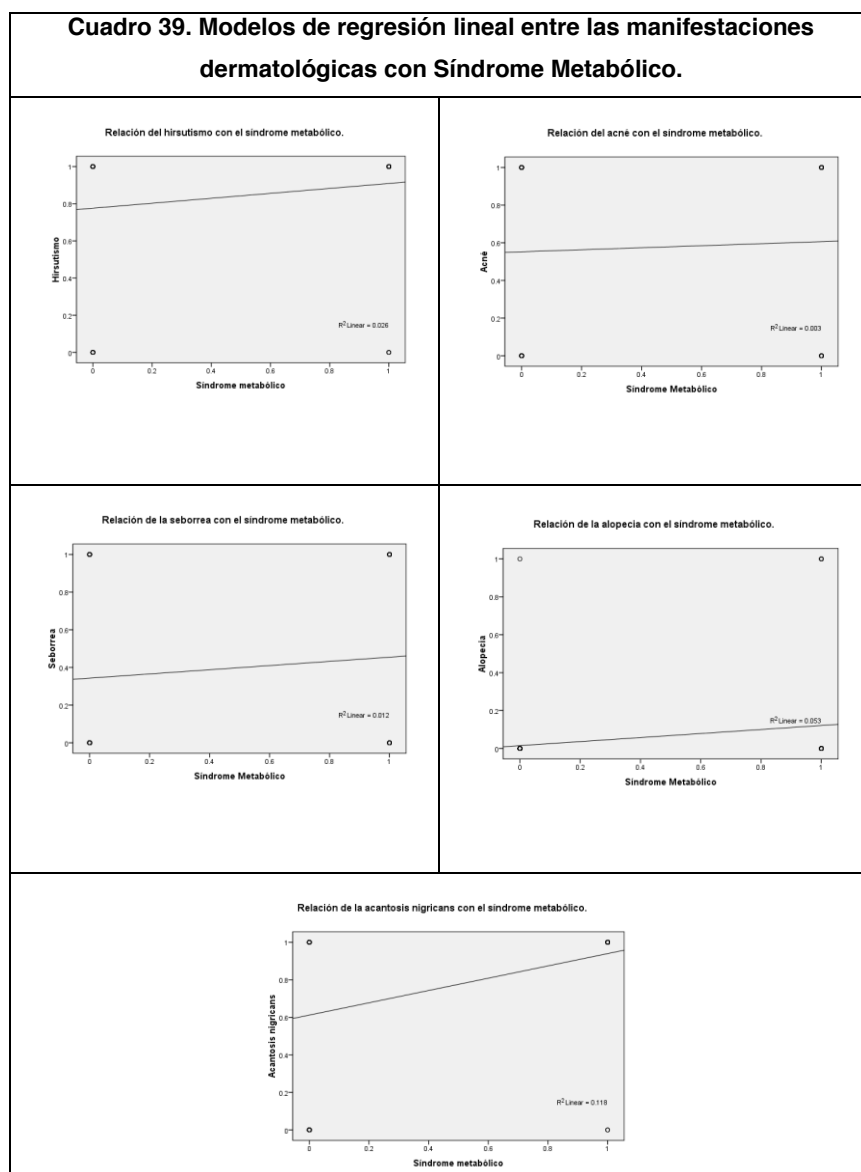 Cuadro 39. Modelos de regresión lineal entre las manifestaciones
dermatológicas con Síndrome Metabólico.
Relación del hirsutismo con el síndrome metabólico.
1
0.8
0.6
0.4
0.2
0
Hirsutismo
R² Linear = 0.026
0 0.2 0.4 0.6 0.8 1
Síndrome metabólico
Relación del acné con el síndrome metabólico.
1
0.8
0.6
0.4
0.2
0
Acné
R² Linear = 0.003
0 0.2 0.4 0.6 0.8 1
Síndrome Metabólico
Relación de la seborrea con el síndrome metabólico.
1
0.8
0.6
0.4
0.2
0
Seborrea
R² Linear = 0.012
0 0.2 0.4 0.6 0.8 1
Síndrome Metabólico
Relación de la alopecia con el síndrome metabólico.
1
0.8
0.6
0.4
0.2
0
Alopecia
R² Linear = 0.053
0 0.2 0.4 0.6 0.8 1
Síndrome Metabólico
Relación de la acantosis nigricans con el síndrome metabólico.
1
0.8
0.6
0.4
0.2
0
Acantosis nigricans
R² Linear = 0.118
0 0.2 0.4 0.6 0.8 1
Síndrome metabólico